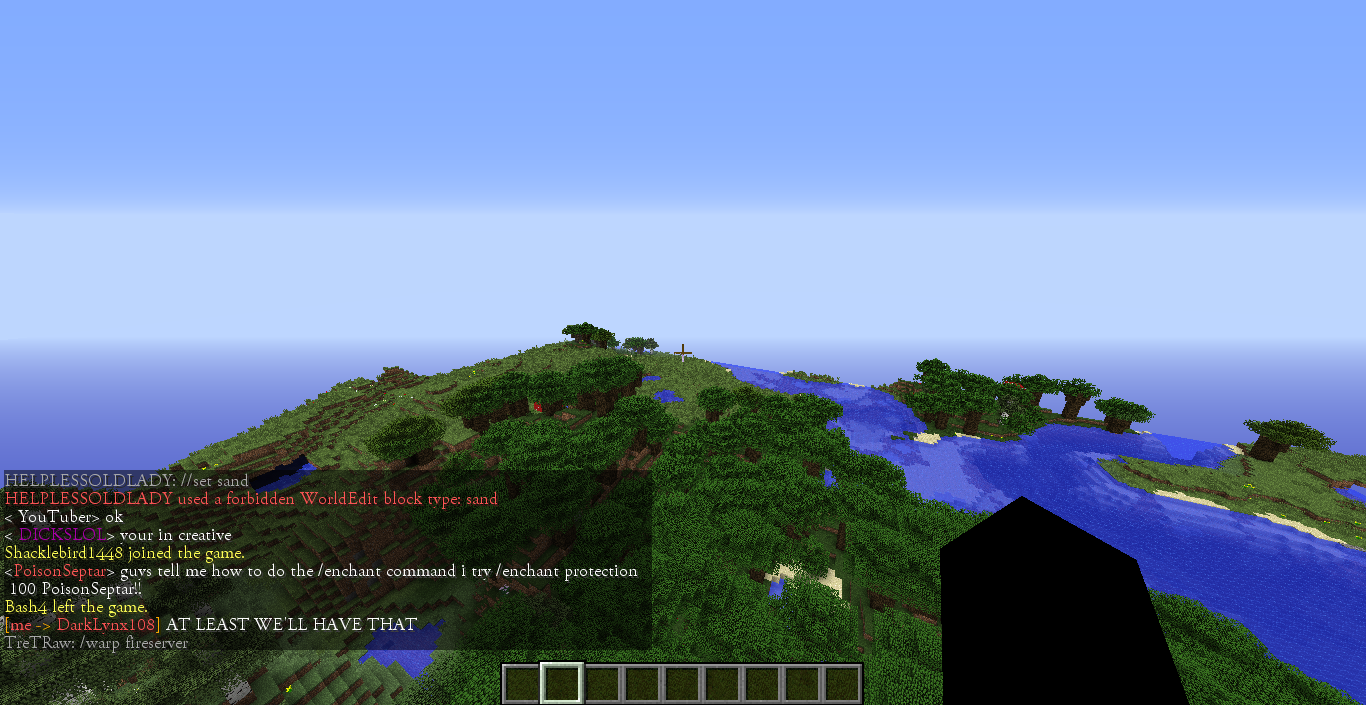 HELPLESSOLDLADY: //set sand
HELPLESSOLDLADY used a forbidden WorldEdit block type: sand
< YouTuber> ok
< DICKSLOL> your in creative
Shacklebird1448 joined the game.
<PoisonSeptar> guys tell me how to do the /enchant command i try /enchant protection
100 PoisonSeptar!!
Bash4 left the game.
[me -> DarkLynx108] AT LEAST WE'LL HAVE THAT
TreTRaw: /warp fireserver